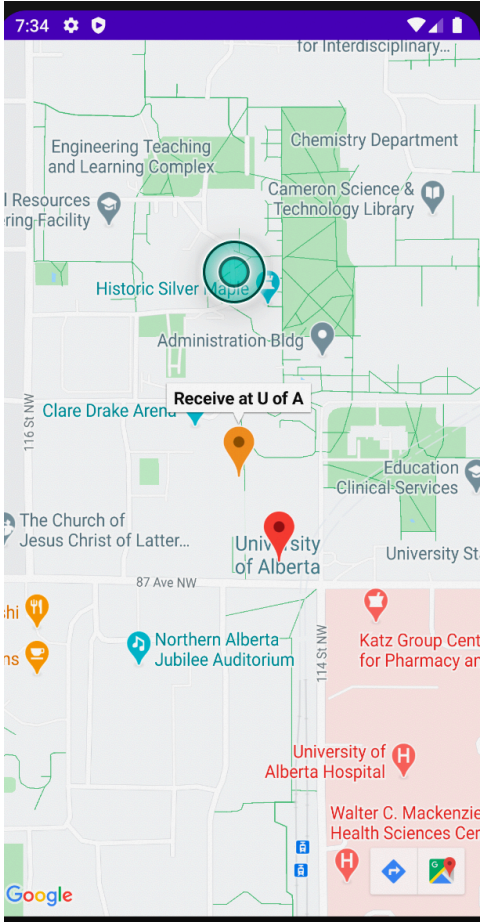 7:34
for Interdisciplinary...
Engineering Teaching
and Learning Complex
Chemistry Department
l Resources
ring Facility
Cameron Science &
Technology Library
Historic Silver Maple
Administration Bldg
Receive at U of A
Clare Drake Arena
116 St NW
Education
Clinical Services
The Church of
Jesus Christ of Latter...
University
of Alberta
University St
87 Ave NW
shi
ns
Northern Alberta
Jubilee Auditorium
114 St NW
Katz Group Cent
for Pharmacy an
University of
Alberta Hospital
H
Walter C. Mackenzie
Health Sciences Cen
H
Google